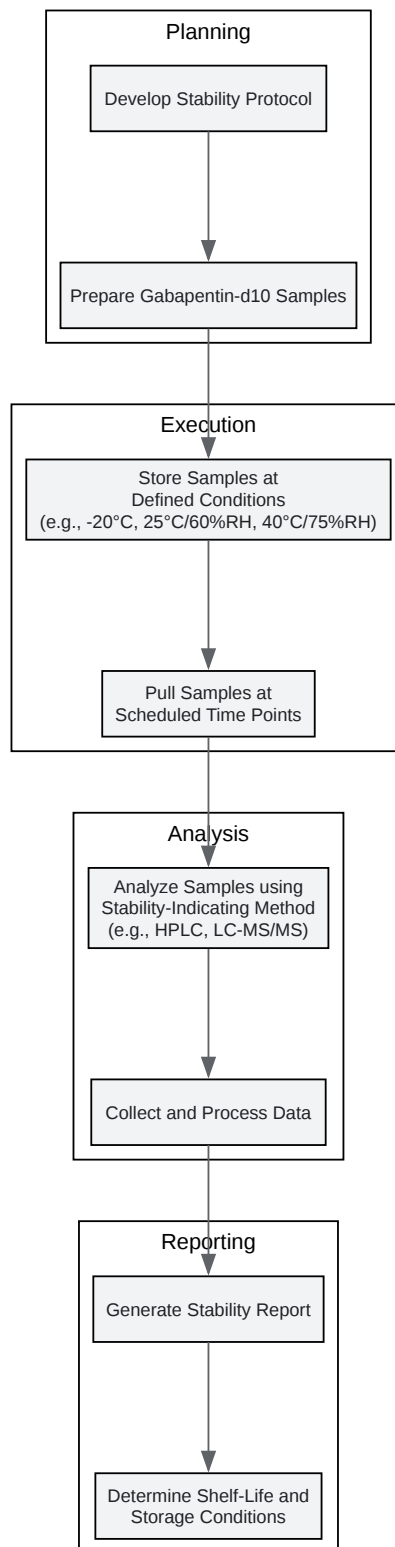 Planning
Develop Stability Protocol
Prepare Gabapentin-d10 Samples
Execution
Store Samples at
Defined Conditions
(e.g., -20°C, 25°C/60%RH, 40°C/75%RH)
Pull Samples at
Scheduled Time Points
Analysis
Analyze Samples using
Stability-Indicating Method
(e.g., HPLC, LC-MS/MS)
Collect and Process Data
Reporting
Generate Stability Report
Determine Shelf-Life and
Storage Conditions